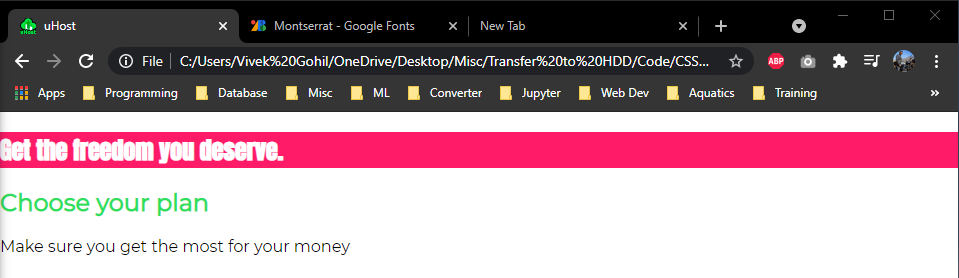 uHost
Montserrat - Google Fonts
New Tab
File
C:/Users/Vivek%20Gohil/OneDrive/Desktop/Misc/Transfer%20to%20HDD/Code/CSS...
ABP
Apps
Programming
Database
Misc
ML
Converter
Jupyter
Web Dev
Aquatics
Training
Get the freedom you deserve.
Choose your plan
Make sure you get the most for your money